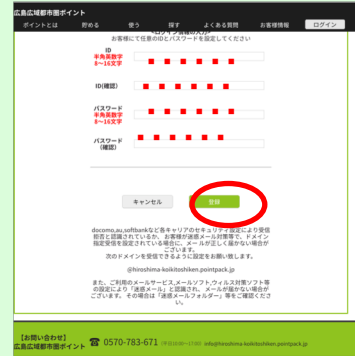 広島広域都市圏ポイント
ポイントとは 貯める 使う 探す よくある質問 お客様情報 ログイン
<ログイン情報の入力>
お客様にて任意のIDとパスワードを設定してください
ID
半角英数字
8〜16文字
ID(確認)
パスワード
半角英数字
8〜16文字
パスワード
(確認)
キャンセル 登録
docomo,au,softbankなど各キャリアのセキュリティ設定により受信
拒否と認識されているか、お客様が迷惑メール対策等で、ドメイン
指定受信を設定されている場合に、メールが正しく届かない場合が
ございます。
次のドメインを受信できるように設定をお願い致します。
@hiroshima-koikitoshiken.pointpack.jp
また、ご利用のメールサービス,メールソフト,ウィルス対策ソフト等
の設定により「迷惑メール」と認識され、メールが届かない場合が
ございます。その場合は「迷惑メールフォルダー」等をご確認くださ
い。
【お問い合わせ】
広島広域都市圏ポイント ☎ 0570-783-671 info@hiroshima-koikitoshiken.pointpack.jp